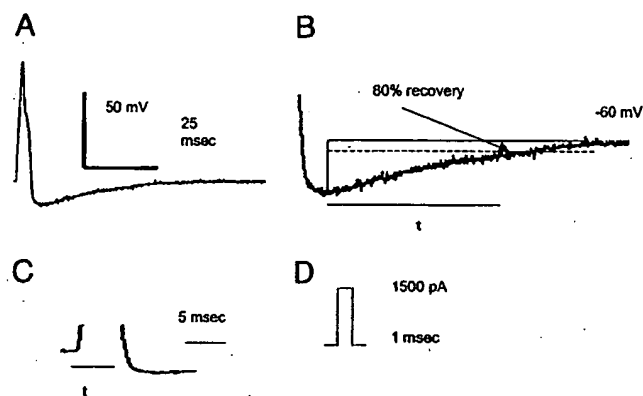 A
B
50 mV
25
msec
80% recovery
-60 mV
t
C
D
5 msec
t
1500 pA
1 msec